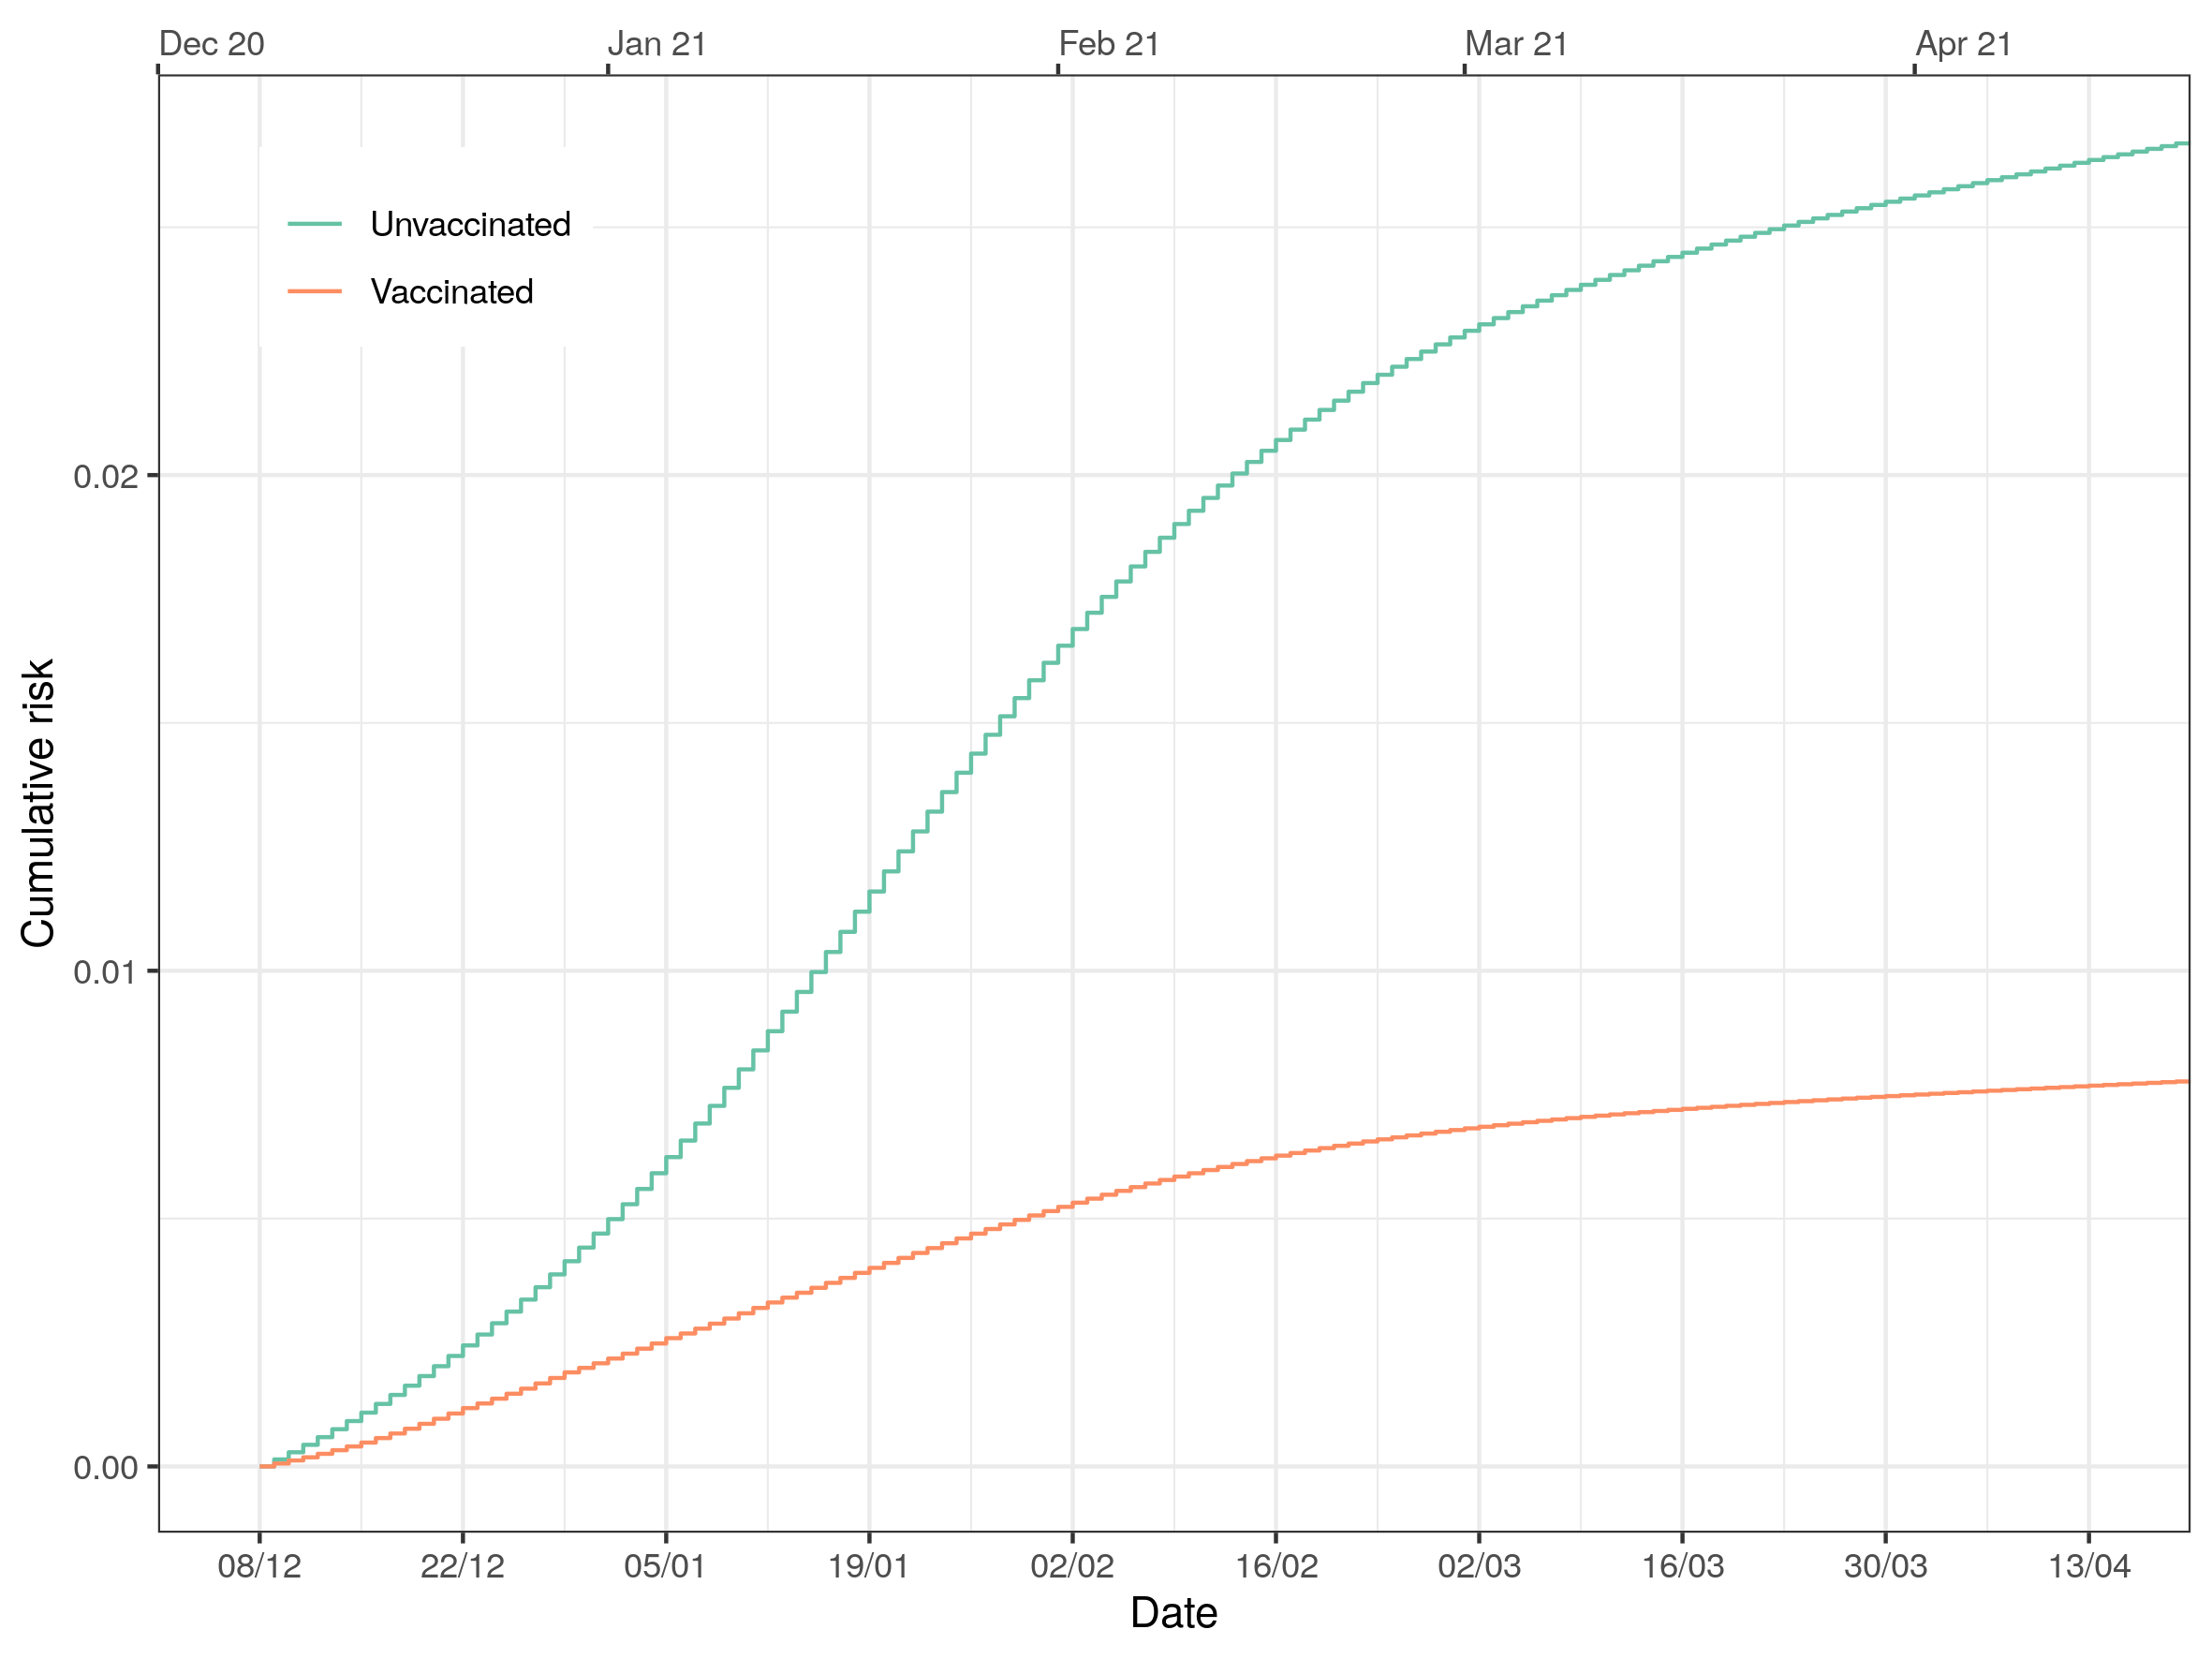 Dec 20 Jan 21 Feb 21 Mar 21 Apr 21
Unvaccinated
Vaccinated
0.02
0.01
0.00
Cumulative risk
08/12 22/12 05/01 19/01 02/02 16/02 02/03 16/03 30/03 13/04
Date